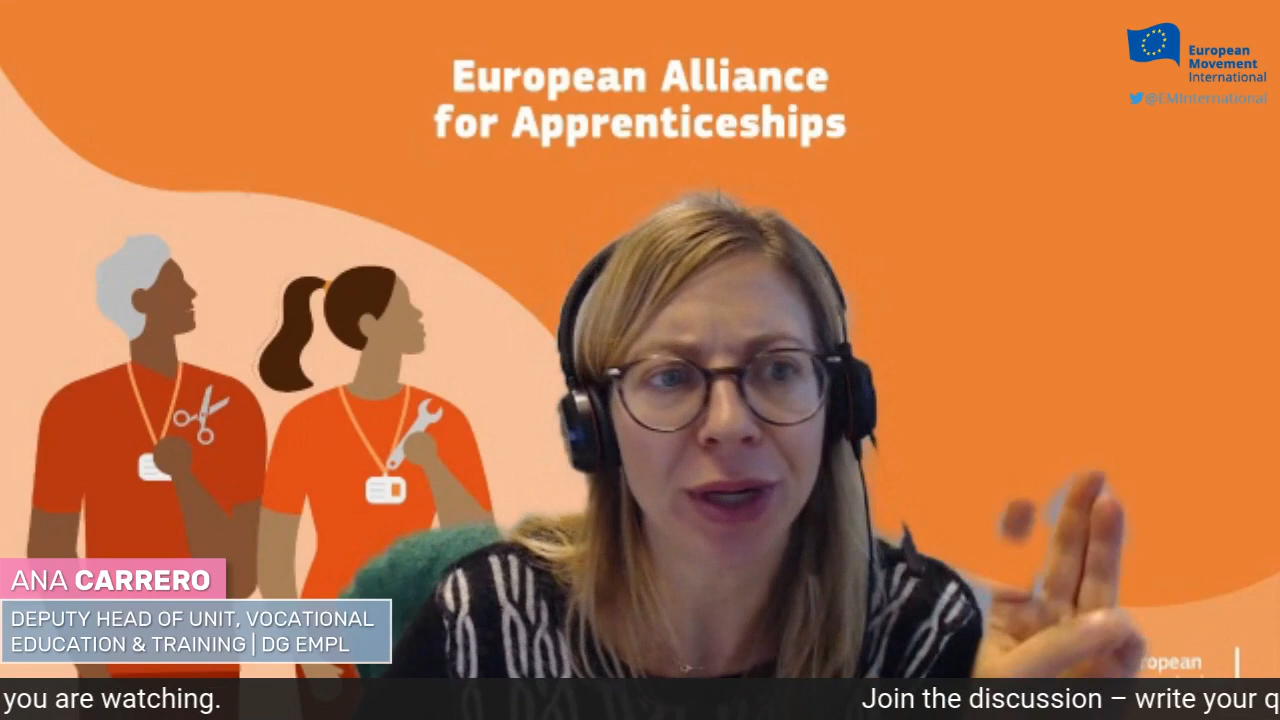 European Alliance
for Apprenticeships
European
Movement
International
@EMInternational
ANA CARRERO
DEPUTY HEAD OF UNIT, VOCATIONAL
EDUCATION & TRAINING | DG EMPL
ropean
you are watching.
Join the discussion – write your q